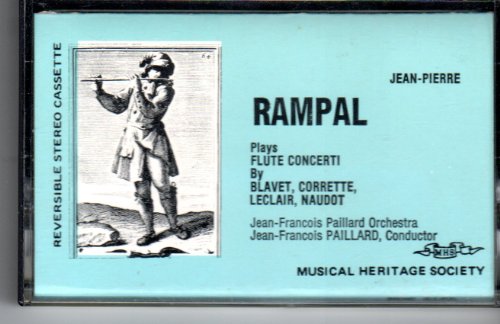 REVERSIBLE STEREO CASSETTE
JEAN-PIERRE
RAMPAL
Plays
FLUTE CONCERTI
By
BLAVET, CORRETTE,
LECLAIR, NAUDOT
Jean-Francois Paillard Orchestra
Jean-Francois PAILLARD, Conductor
MHS
MUSICAL HERITAGE SOCIETY